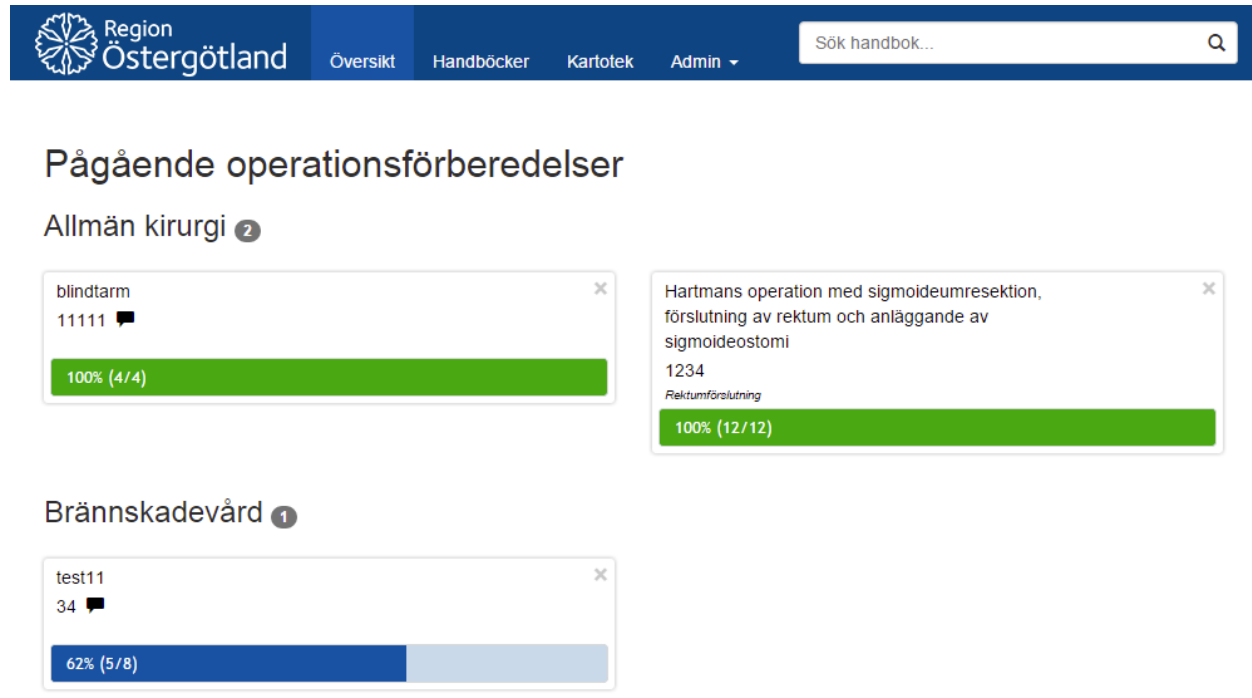 Region
Östergötland
Översikt Handböcker Kartotek Admin
Sök handbok...
Pågående operationsförberedelser
Allmän kirurgi 2
blindtarm
11111
100% (4/4)
Hartmans operation med sigmoideumresektion,
förslutning av rektum och anläggande av
sigmoideostomi
1234
Rektumförslutning
100% (12/12)
Brännskadevård 1
test11
34
62% (5/8)